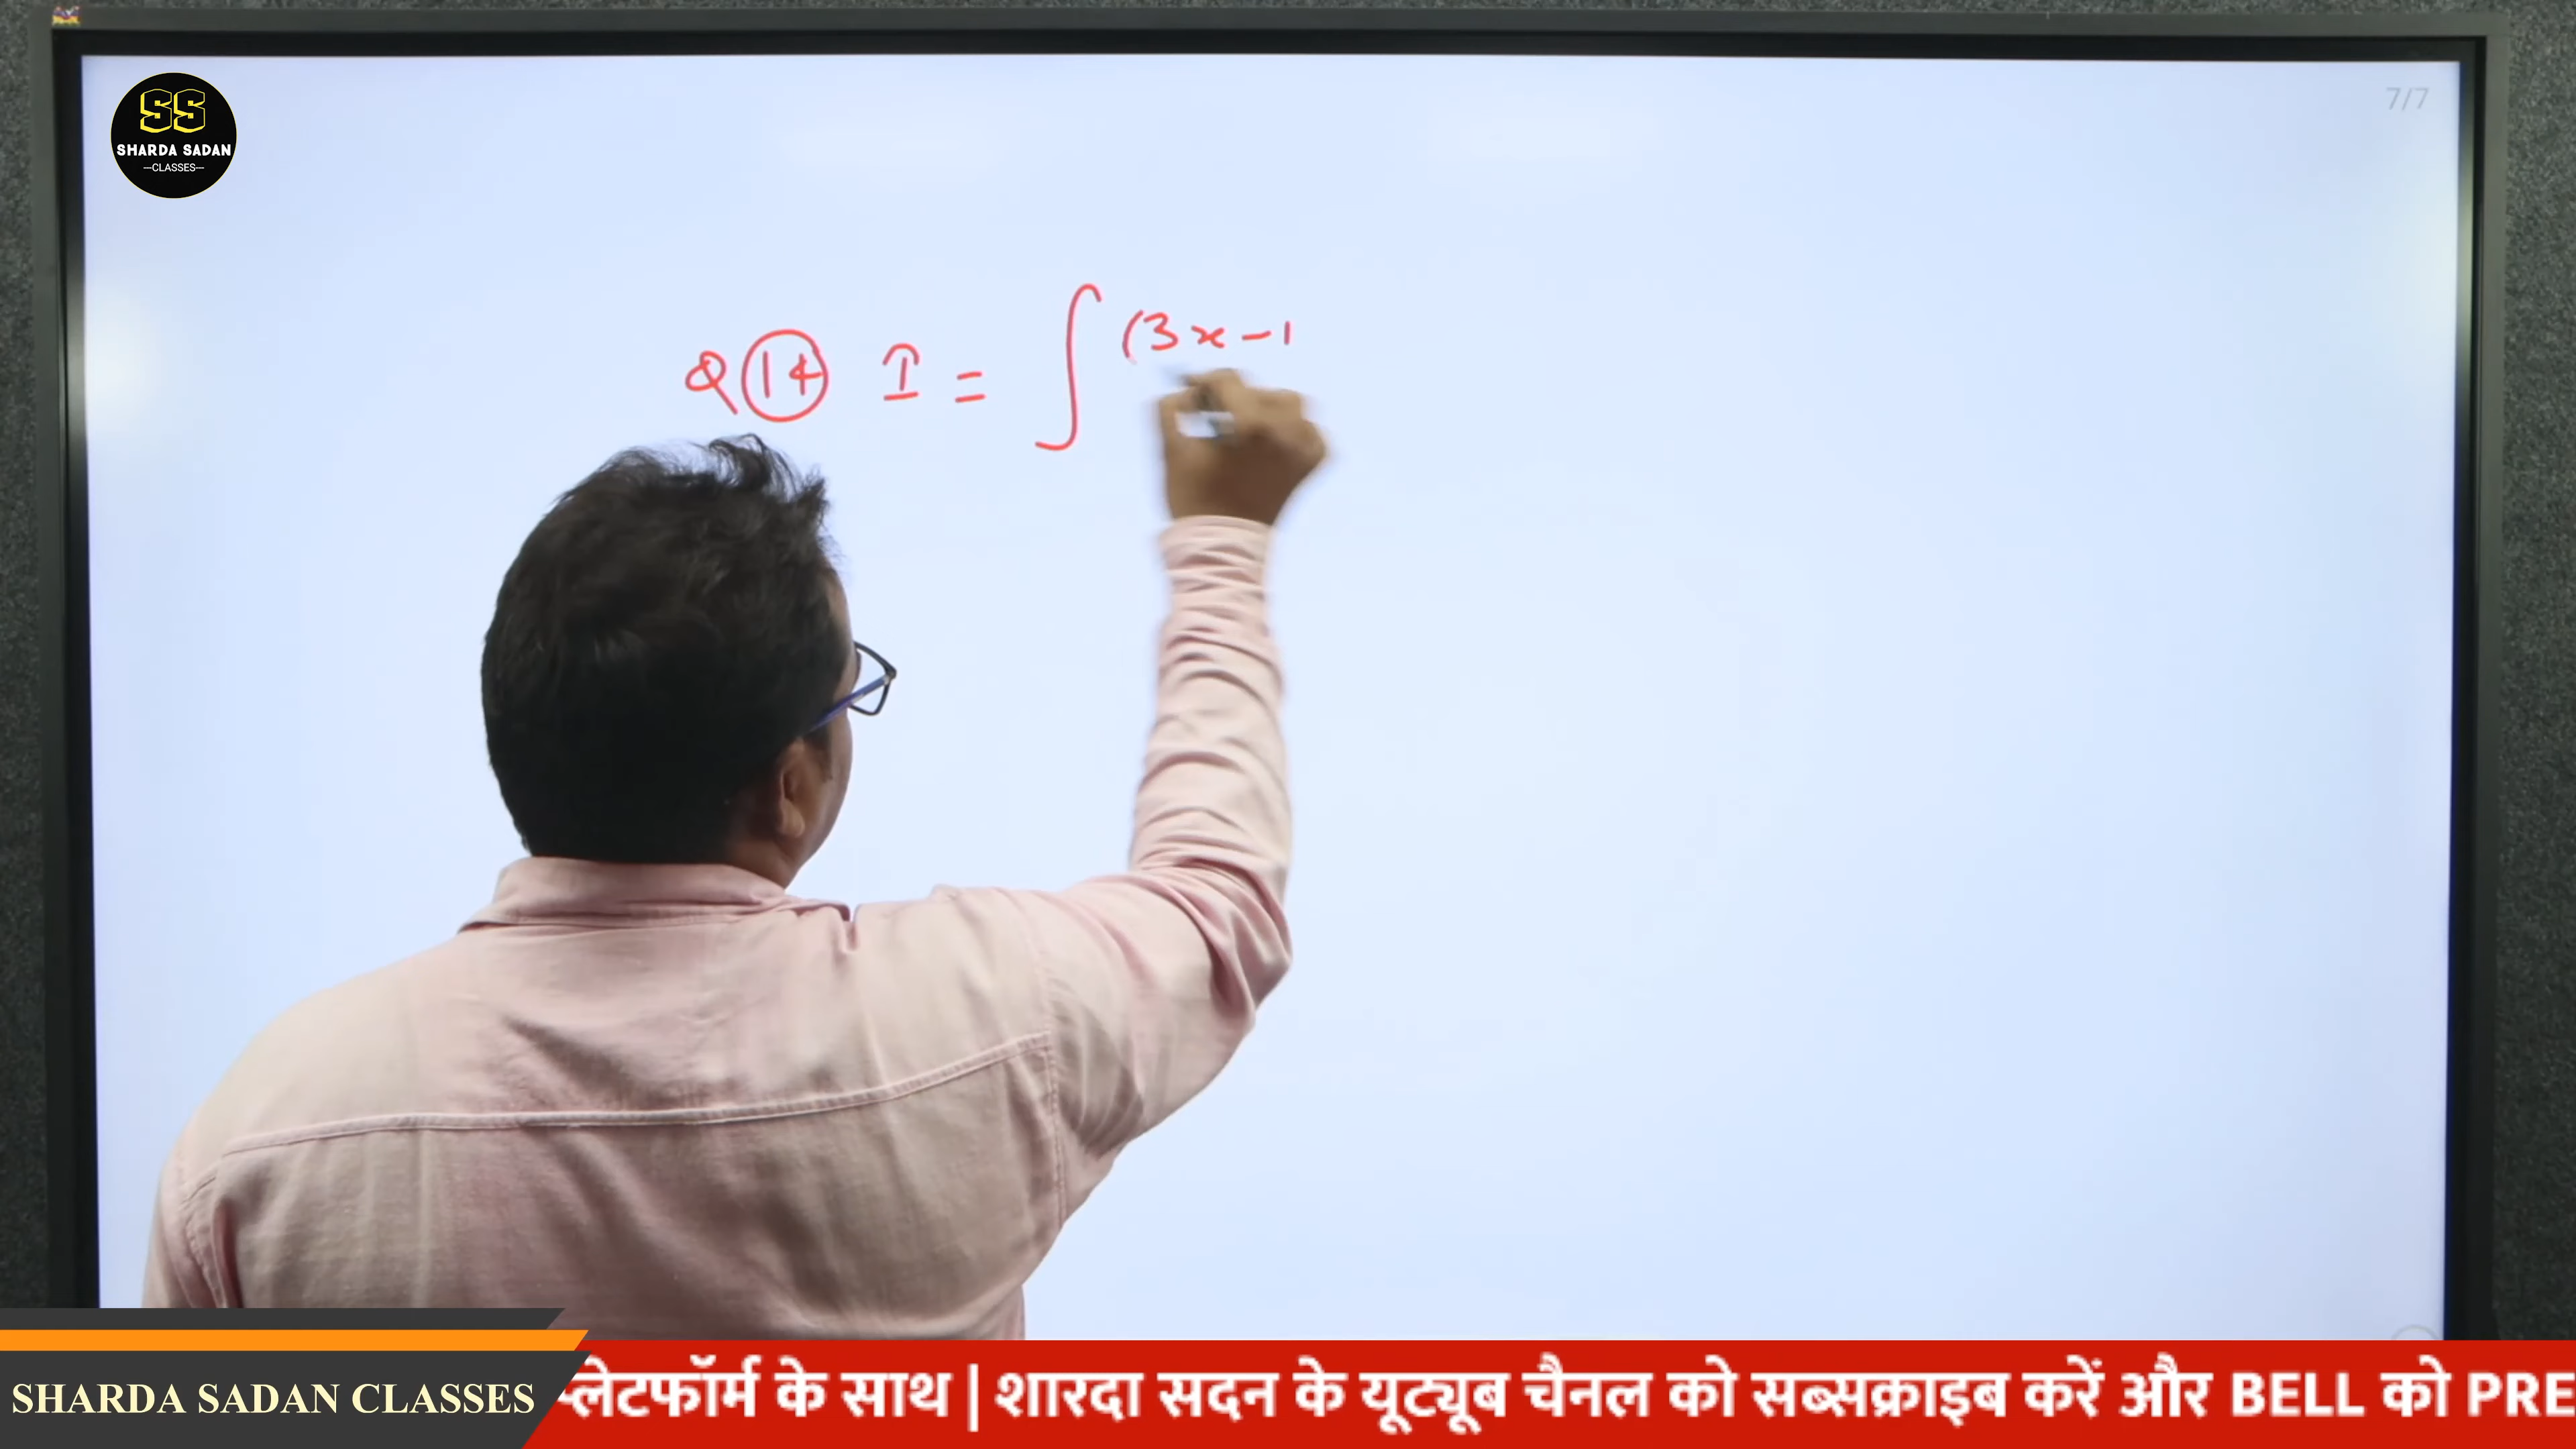 SS
SHARDA SADAN
—CLASSES—
7/7
Q 14 I = ∫ (3x-1
SHARDA SADAN CLASSES
प्लेटफॉर्म के साथ | शारदा सदन के यूट्यूब चैनल को सब्सक्राइब करें और BELL को PRE